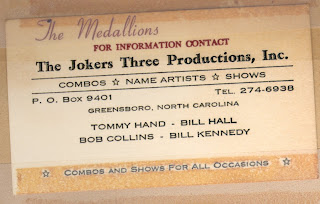 The Medallions
FOR INFORMATION CONTACT
The Jokers Three Productions, Inc.
COMBOS ☆ NAME ARTISTS ☆ SHOWS
P. O. Box 9401 TEL. 274-6938
GREENSBORO, NORTH CAROLINA
TOMMY HAND - BILL HALL
BOB COLLINS - BILL KENNEDY
☆ COMBOS AND SHOWS FOR ALL OCCASIONS ☆